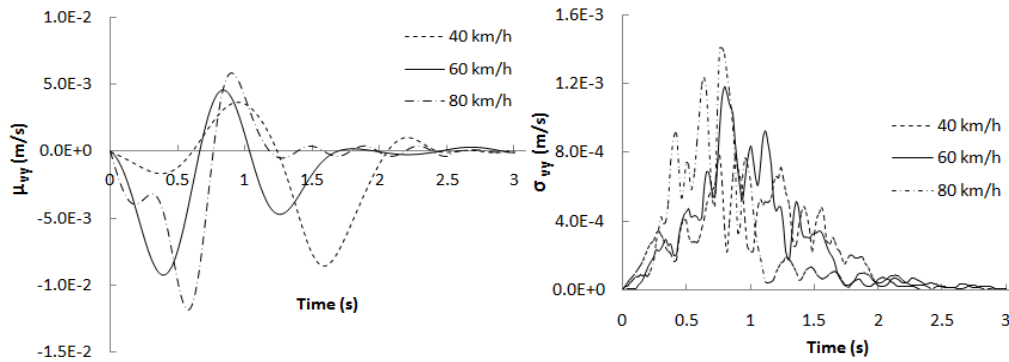 1.0E-2
5.0E-3
0.0E+0
-5.0E-3
-1.0E-2
-1.5E-2
μvy (m/s)
0 0.5 1 1.5 2 2.5 3
Time (s)
40 km/h
60 km/h
80 km/h
1.6E-3
1.2E-3
8.0E-4
4.0E-4
0.0E+0
σ vy (m/s)
0 0.5 1 1.5 2 2.5 3
Time (s)
40 km/h
60 km/h
80 km/h